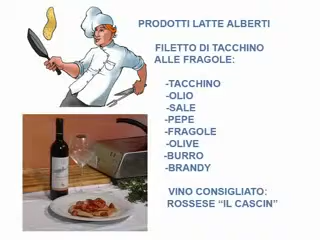 PRODOTTI LATTE ALBERTI
FILETTO DI TACCHINO
ALLE FRAGOLE:
-TACCHINO
-OLIO
-SALE
-PEPE
-FRAGOLE
-OLIVE
-BURRO
-BRANDY
VINO CONSIGLIATO:
ROSSESE “IL CASCIN”